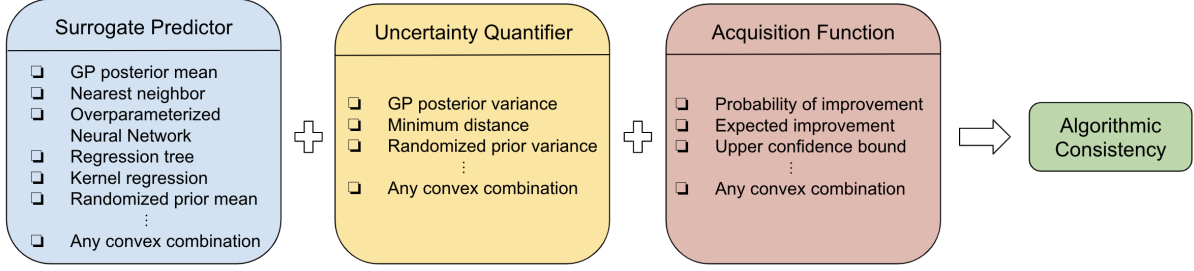 Surrogate Predictor
❏ GP posterior mean
❏ Nearest neighbor
❏ Overparameterized
Neural Network
❏ Regression tree
❏ Kernel regression
❏ Randomized prior mean
⋮
❏ Any convex combination
Uncertainty Quantifier
❏ GP posterior variance
❏ Minimum distance
❏ Randomized prior variance
⋮
❏ Any convex combination
Acquisition Function
❏ Probability of improvement
❏ Expected improvement
❏ Upper confidence bound
⋮
❏ Any convex combination
Algorithmic
Consistency